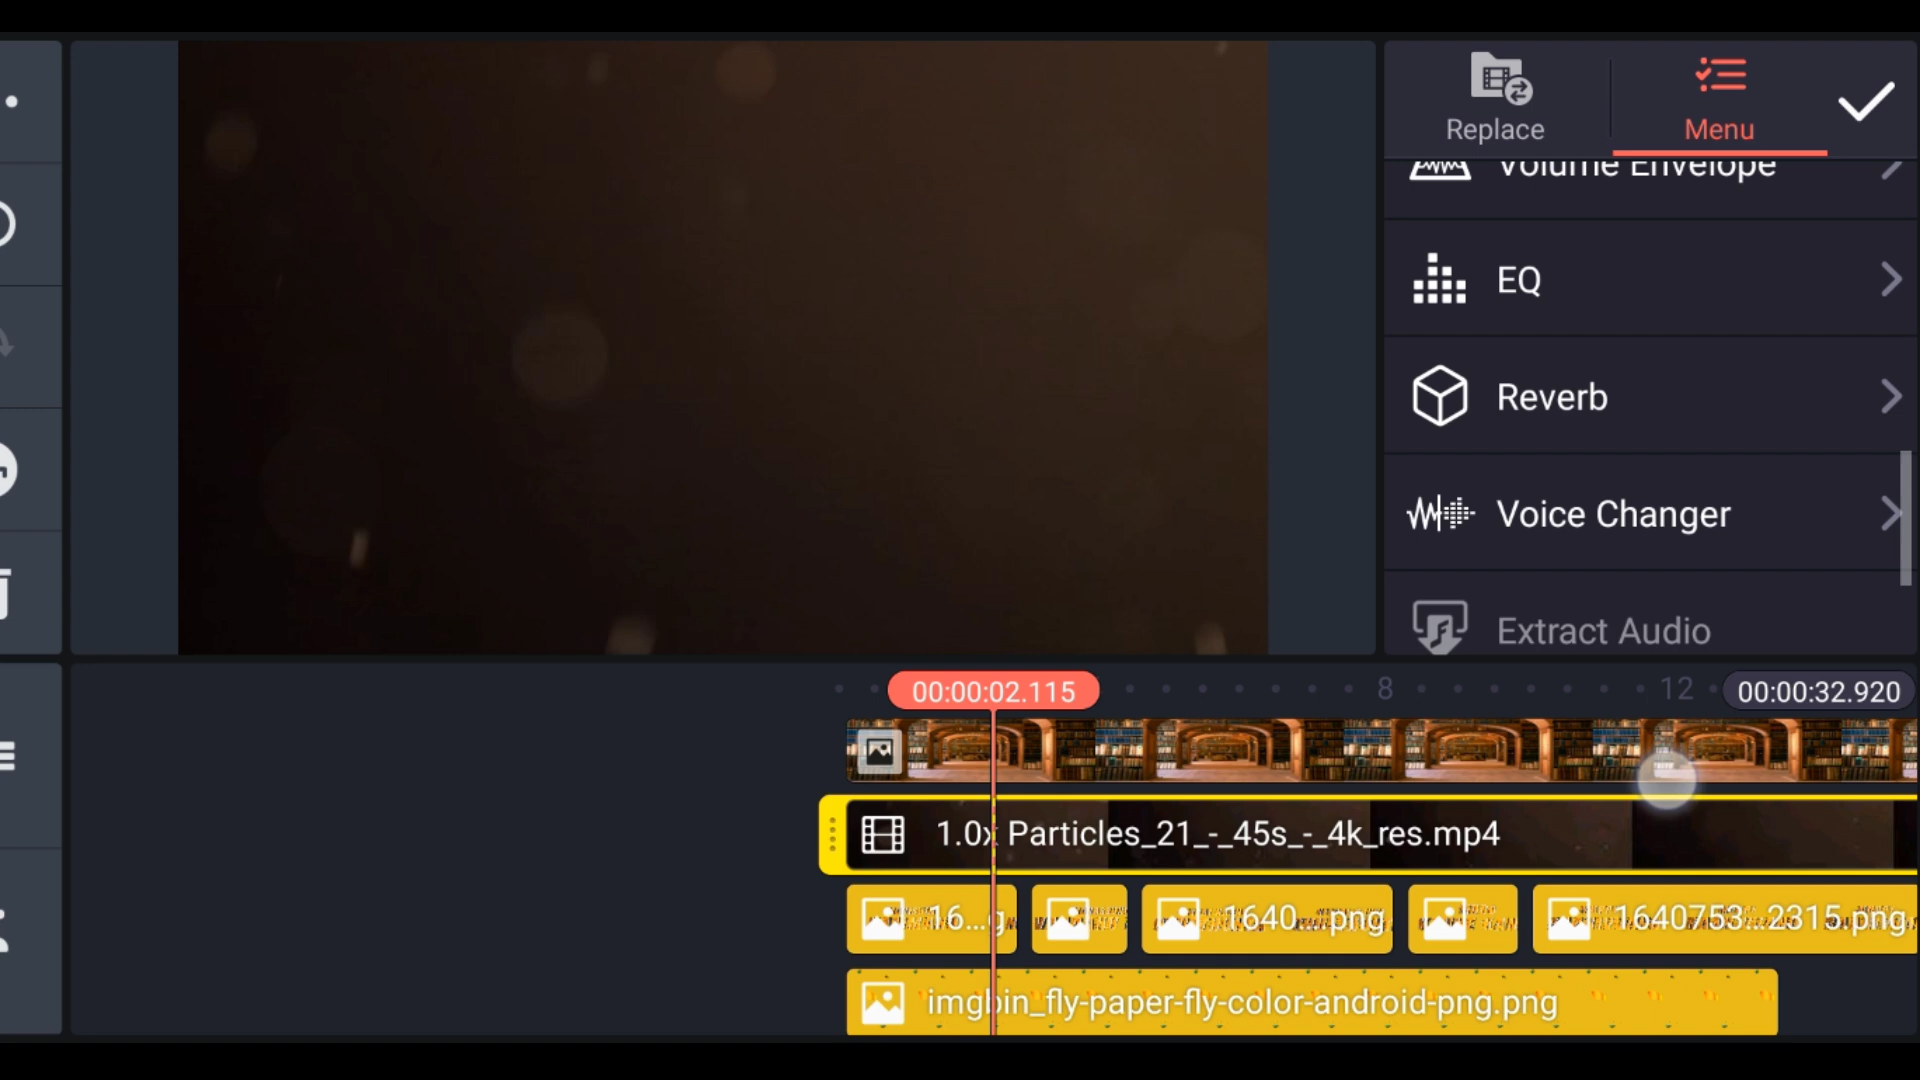 Replace
Menu
Volume Envelope
EQ
Reverb
Voice Changer
Extract Audio
00:00:02.115
8
12
00:00:32.920
1.0x Particles_21_-_45s_-_4k_res.mp4
16...g
1640...png
1640753...2315.png
imgbin_fly-paper-fly-color-android-png.png